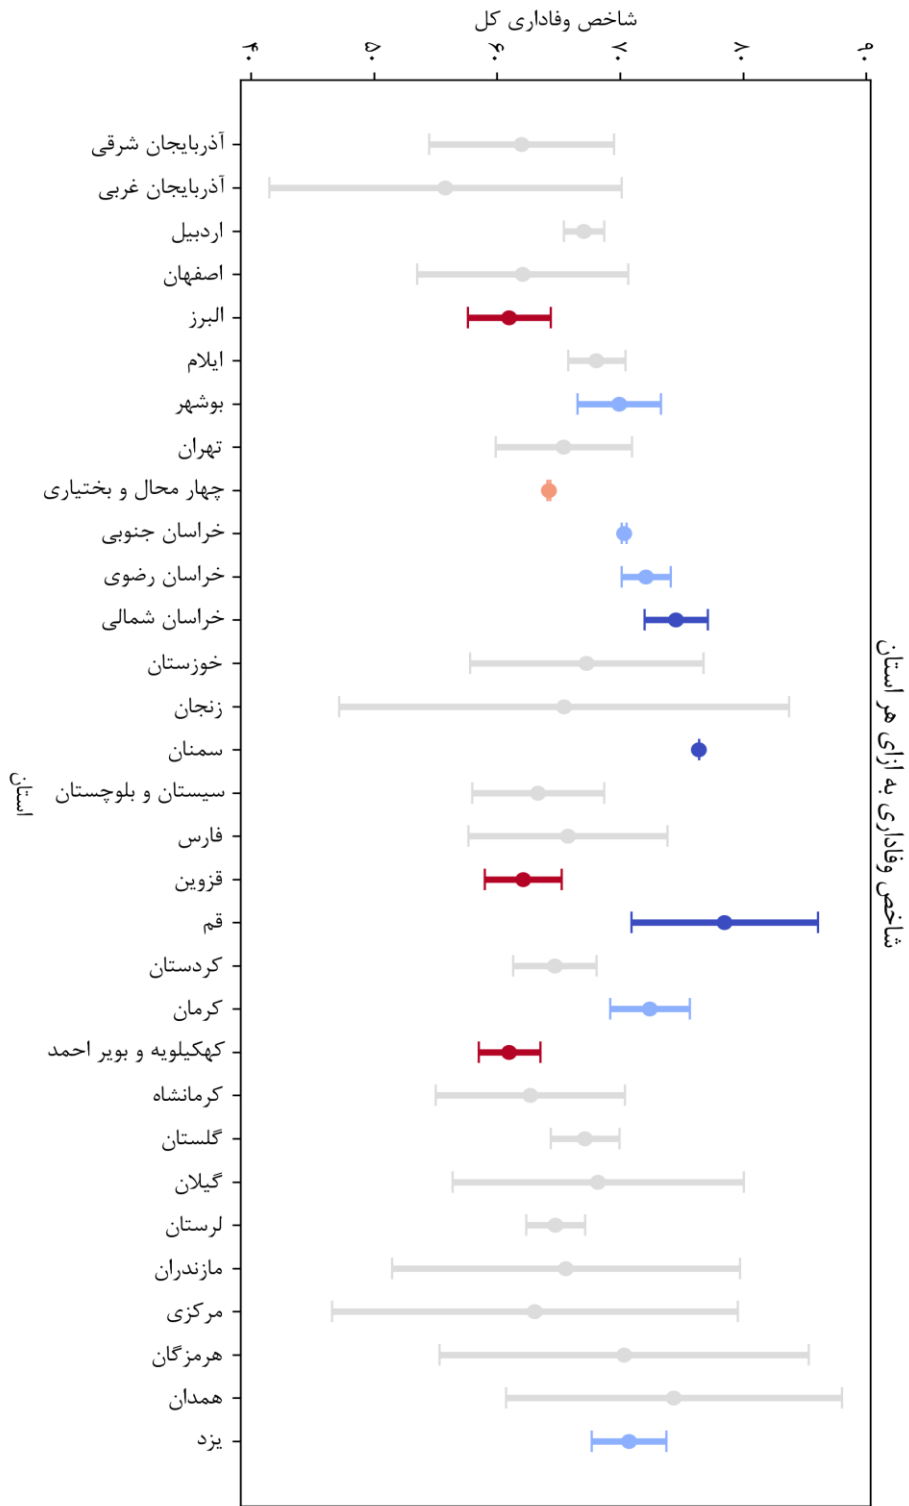 شاخص وفاداری کل
۴۰
۵۰
۶۰
۷۰
۸۰
۹۰
آذربایجان شرقی
آذربایجان غربی
اردبیل
اصفهان
البرز
ایلام
بوشهر
تهران
چهار محال و بختیاری
خراسان جنوبی
خراسان رضوی
خراسان شمالی
خوزستان
زنجان
سمنان
سیستان و بلوچستان
فارس
قزوین
قم
کردستان
کرمان
کهکیلویه و بویر احمد
کرمانشاه
گلستان
گیلان
لرستان
مازندران
مرکزی
هرمزگان
همدان
یزد
استان
شاخص وفاداری به ازای هر استان